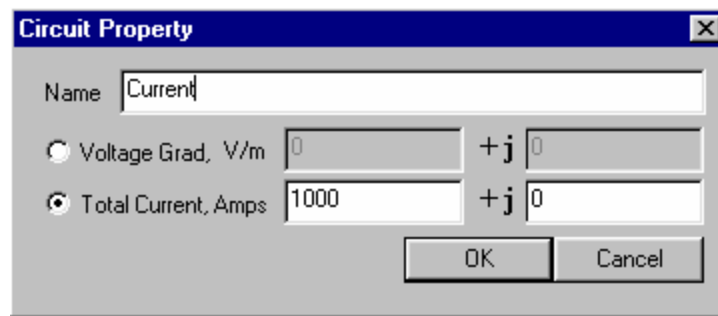 Circuit Property
Name Current
Voltage Grad, V/m 0 +j 0
Total Current, Amps 1000 +j 0
OK Cancel